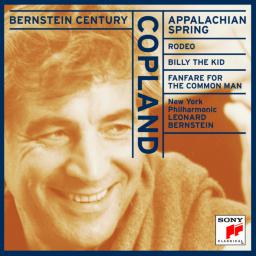 BERNSTEIN CENTURY
COPLAND
APPALACHIAN
SPRING
RODEO
BILLY THE KID
FANFARE FOR
THE COMMON MAN
New York
Philharmonic
LEONARD
BERNSTEIN
SONY
CLASSICAL